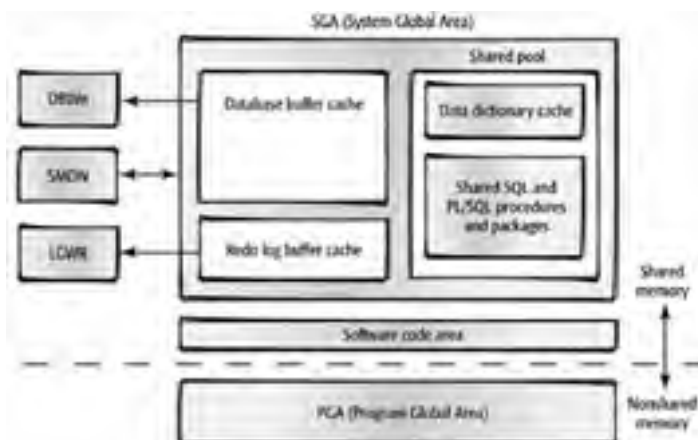 SGA (System Global Area)
Shared pool
DBWn
Database buffer cache
Data dictionary cache
SMON
Shared SQL and
PL/SQL procedures
and packages
LGWR
Redo log buffer cache
Shared
memory
Software code area
PGA (Program Global Area)
Nonshared
memory